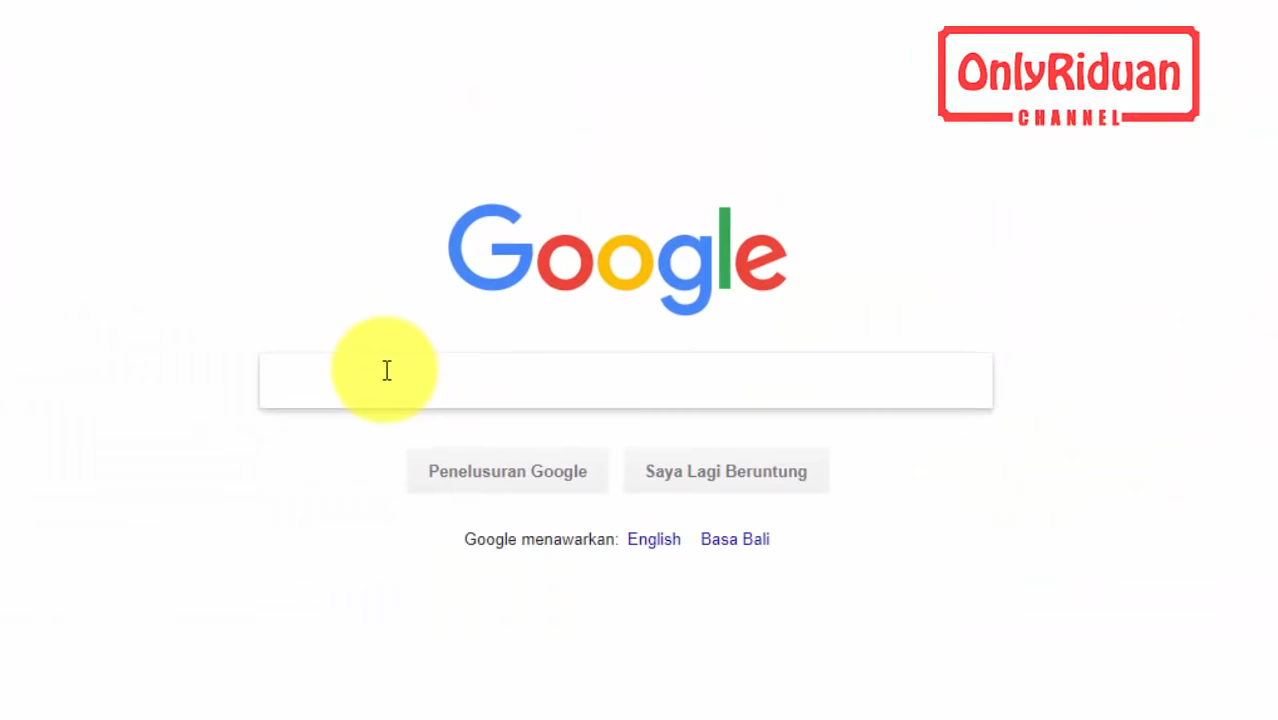 OnlyRiduan
CHANNEL
Google
Penelusuran Google
Saya Lagi Beruntung
Google menawarkan: English Basa Bali